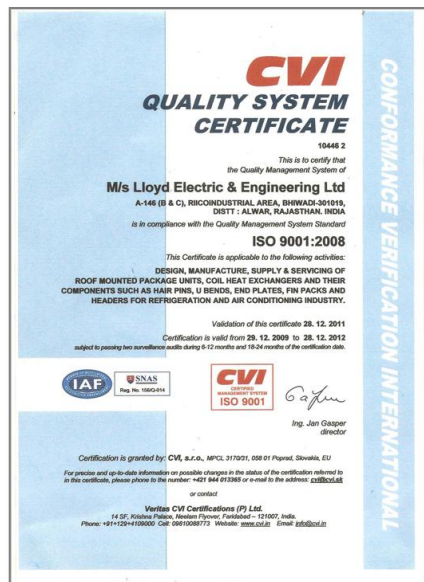 CVI
QUALITY SYSTEM
CERTIFICATE
10446 2
This is to certify that
the Quality Management System of
M/s Lloyd Electric & Engineering Ltd
A-146 (B & C), RIICOINDUSTRIAL AREA, BHIWADI-301019,
DISTT : ALWAR, RAJASTHAN. INDIA
is in compliance with the Quality Management System Standard
ISO 9001:2008
This Certificate is applicable to the following activities:
DESIGN, MANUFACTURE, SUPPLY & SERVICING OF
ROOF MOUNTED PACKAGE UNITS, COIL HEAT EXCHANGERS AND THEIR
COMPONENTS SUCH AS HAIR PINS, U BENDS, END PLATES, FIN PACKS AND
HEADERS FOR REFRIGERATION AND AIR CONDITIONING INDUSTRY.
Validation of this certificate 28. 12. 2011
Certification is valid from 29. 12. 2009 to 28. 12. 2012
subject to passing two surveillance audits during 6-12 months and 18-24 months of the certification date.
IAF
SNAS
Reg. No. 158/Q-014
CVI
CERTIFIED
MANAGEMENT SYSTEM
ISO 9001
Ing. Jan Gasper
director
Certification is granted by: CVI, s.r.o., MPCL 3170/31, 058 01 Poprad, Slovakia, EU
For precise and up-to-date information on possible changes in the status of the certification referred to
in this certificate, please phone to the number: +421 944 013365 or e-mail to the address: cvi@cvi.sk
or contact
Veritas CVI Certifications (P) Ltd.
14 SF, Krishna Palace, Neelam Flyover, Faridabad – 121007, India.
Phone: +91+129+4109000 Cell: 09810088773 Website: www.cvi.in Email: info@cvi.in
CONFORMANCE VERIFICATION INTERNATIONAL